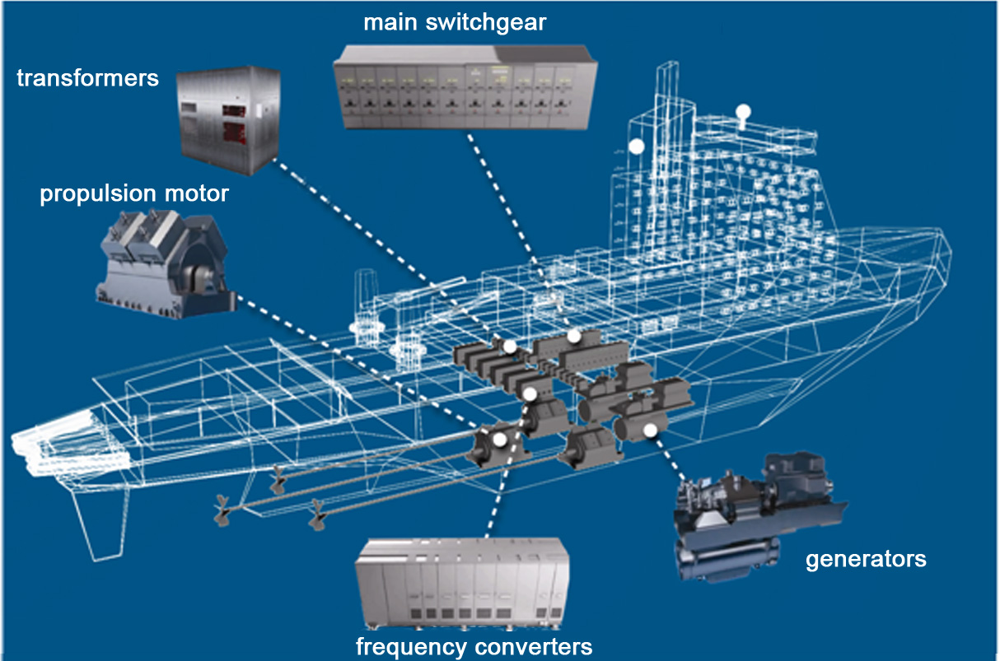 main switchgear
transformers
propulsion motor
generators
frequency converters